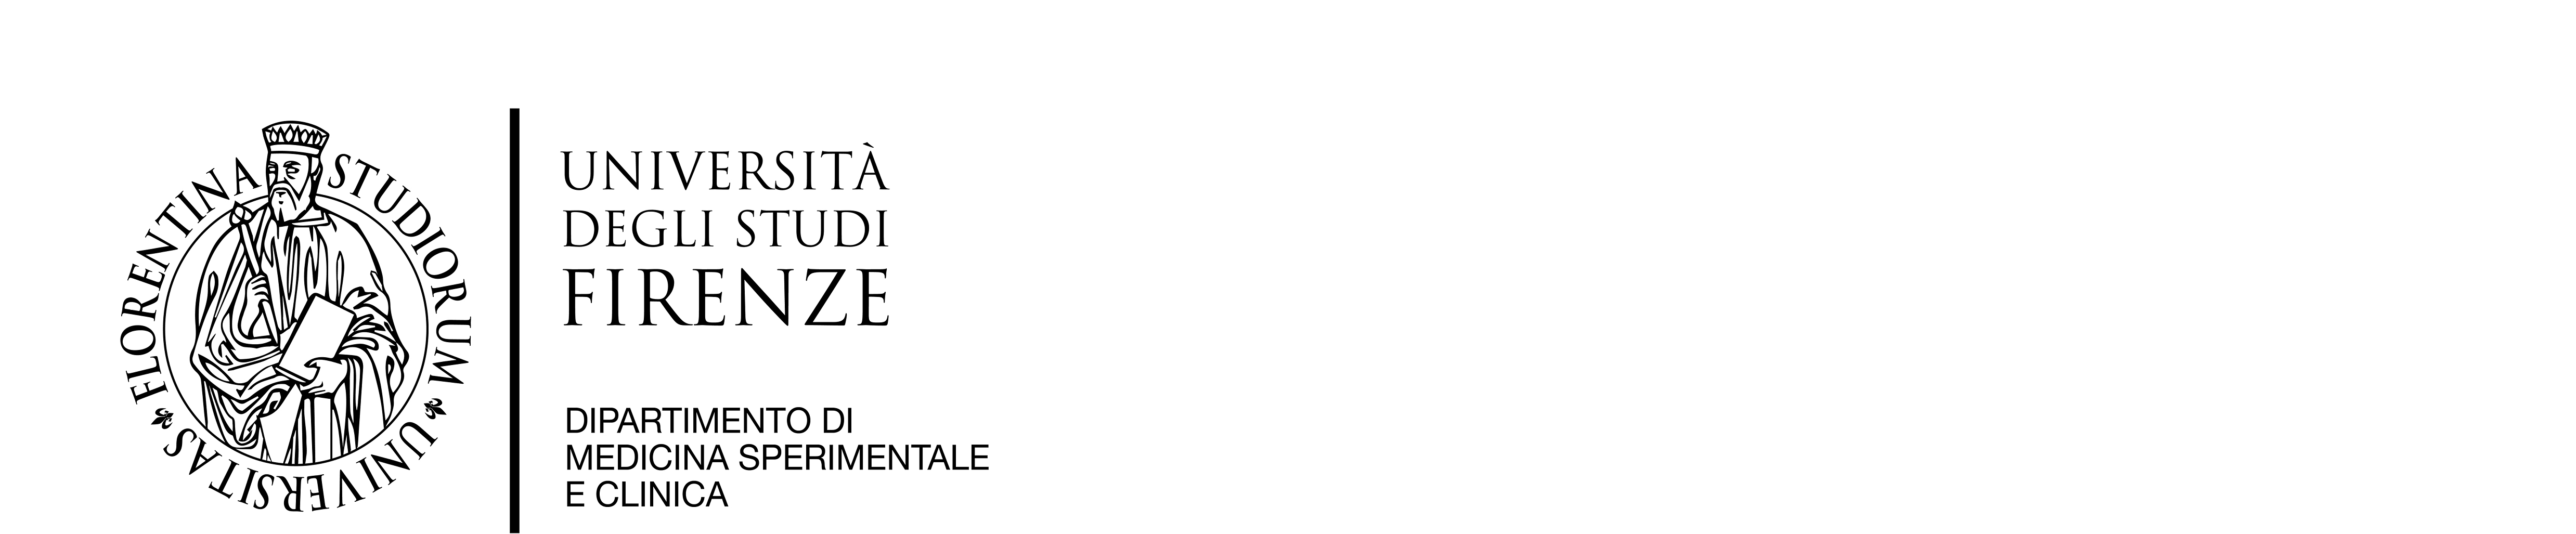 FLORENTINA STUDIORUM UNIVERSITAS
UNIVERSITÀ
DEGLI STUDI
FIRENZE
DIPARTIMENTO DI
MEDICINA SPERIMENTALE
E CLINICA